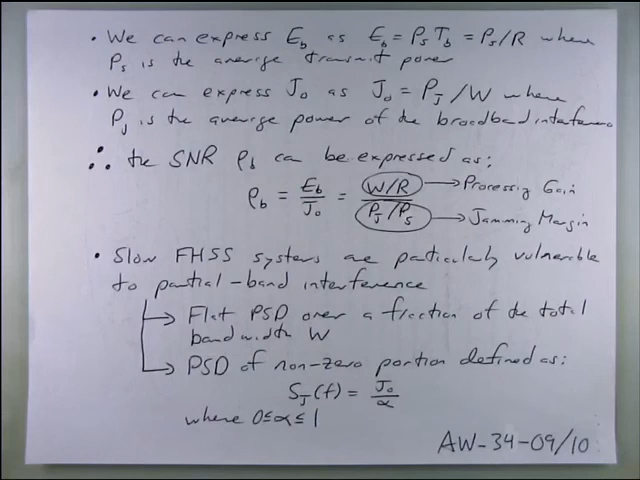 • We can express E_b as E_b = P_s T_b = P_s/R where
P_s is the average transmit power
• We can express J_0 as J_0 = P_J/W where
P_J is the average power of the broadband interference
∴ the SNR ρ_b can be expressed as:
ρ_b = E_b/J_0 = (W/R)/(P_J/P_s) → Processing Gain
→ Jamming Margin
• Slow FHSS systems are particularly vulnerable
to partial-band interference
→ Flat PSD over a fraction of the total
bandwidth W
→ PSD of non-zero portion defined as:
S_J(f) = J_0/α
where 0≤α≤1
AW-34-09/10